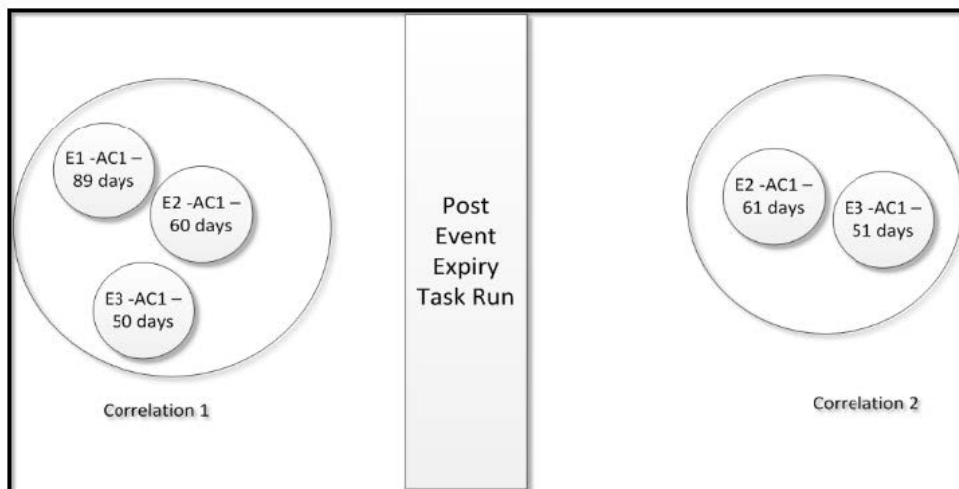 E1 -AC1 –
89 days
E2 -AC1 –
60 days
E3 -AC1 –
50 days
Correlation 1
Post
Event
Expiry
Task Run
E2 -AC1 –
61 days
E3 -AC1 –
51 days
Correlation 2